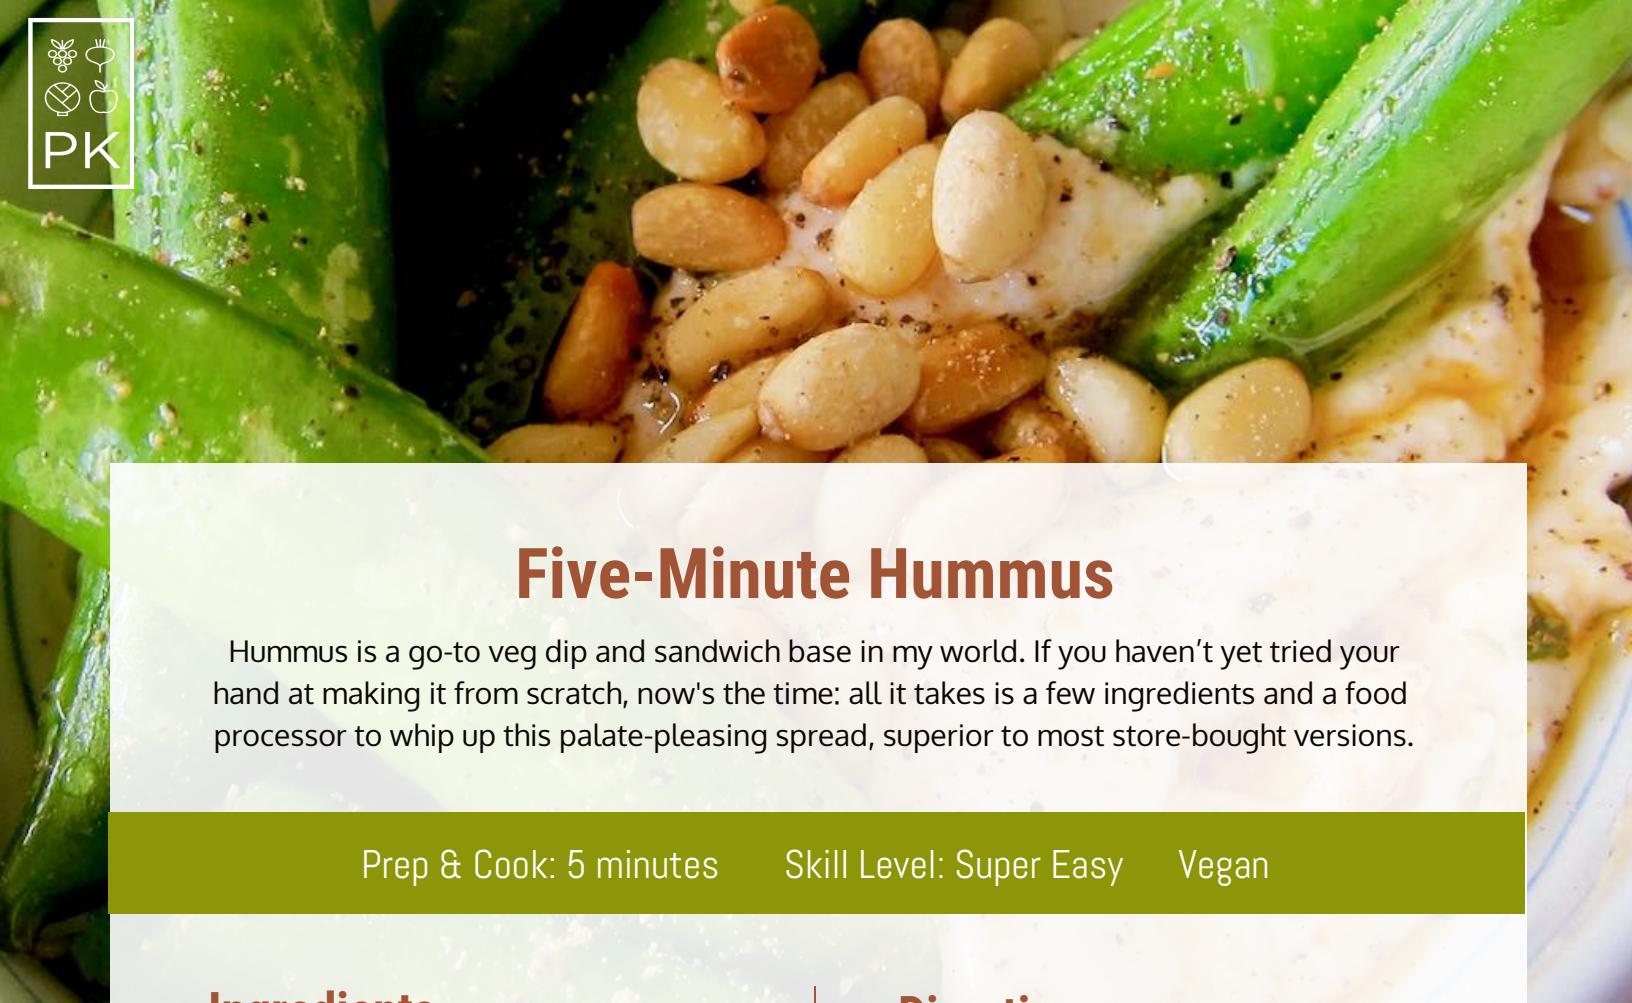 PK
Five-Minute Hummus
Hummus is a go-to veg dip and sandwich base in my world. If you haven’t yet tried your
hand at making it from scratch, now's the time: all it takes is a few ingredients and a food
processor to whip up this palate-pleasing spread, superior to most store-bought versions.
Prep & Cook: 5 minutes Skill Level: Super Easy Vegan
Ingredients